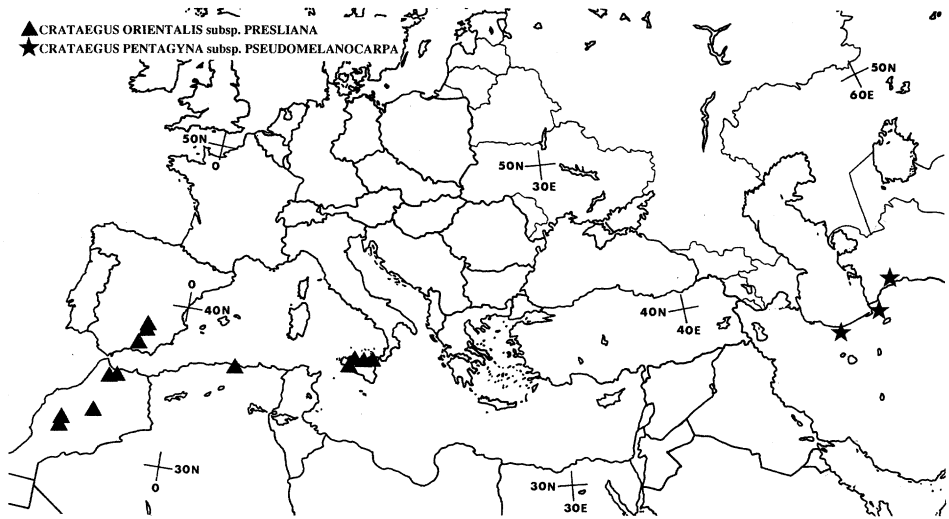 CRATAEGUS ORIENTALIS subsp. PRESLIANA
CRATAEGUS PENTAGYNA subsp. PSEUDOMELANOCARPA
50N
60E
50N
0
50N
30E
0
40N
40N
40E
30N
0
30N
30E